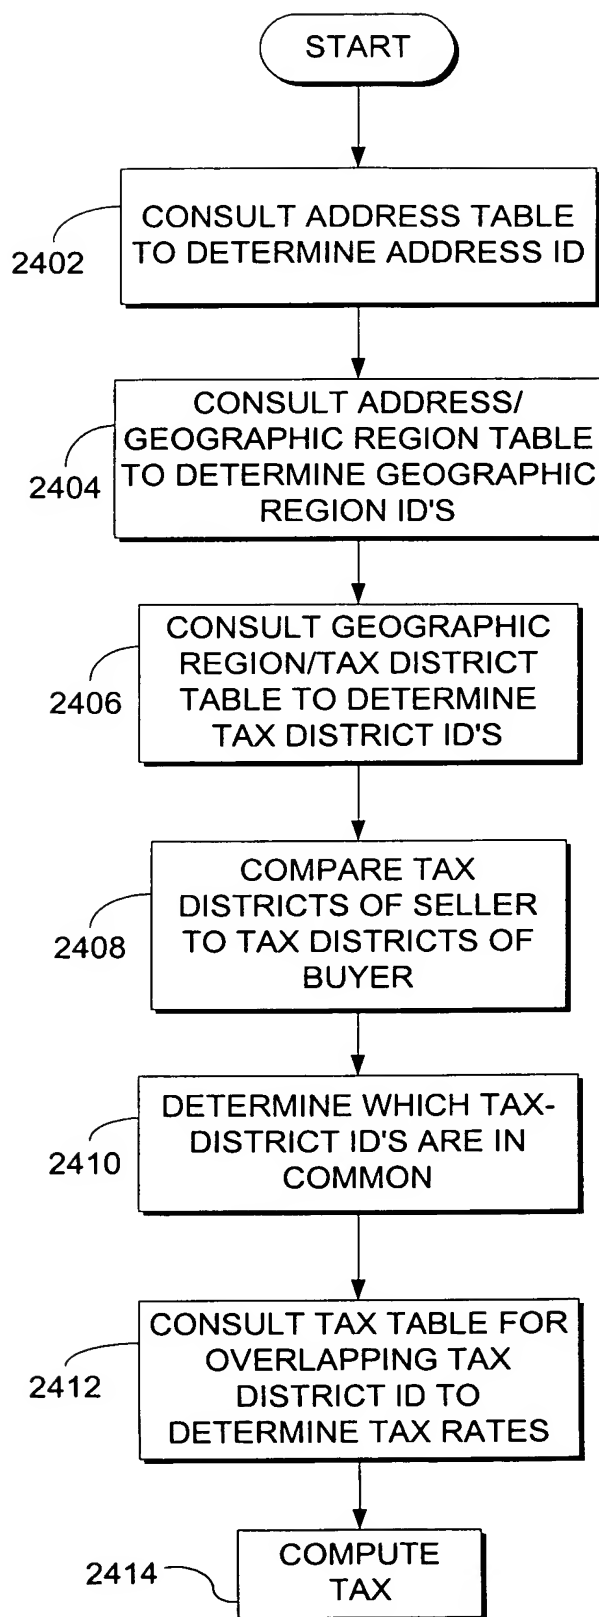 START
2402
CONSULT ADDRESS TABLE
TO DETERMINE ADDRESS ID
2404
CONSULT ADDRESS/
GEOGRAPHIC REGION TABLE
TO DETERMINE GEOGRAPHIC
REGION ID'S
2406
CONSULT GEOGRAPHIC
REGION/TAX DISTRICT
TABLE TO DETERMINE
TAX DISTRICT ID'S
2408
COMPARE TAX
DISTRICTS OF SELLER
TO TAX DISTRICTS OF
BUYER
2410
DETERMINE WHICH TAX-
DISTRICT ID'S ARE IN
COMMON
2412
CONSULT TAX TABLE FOR
OVERLAPPING TAX
DISTRICT ID TO
DETERMINE TAX RATES
2414
COMPUTE
TAX